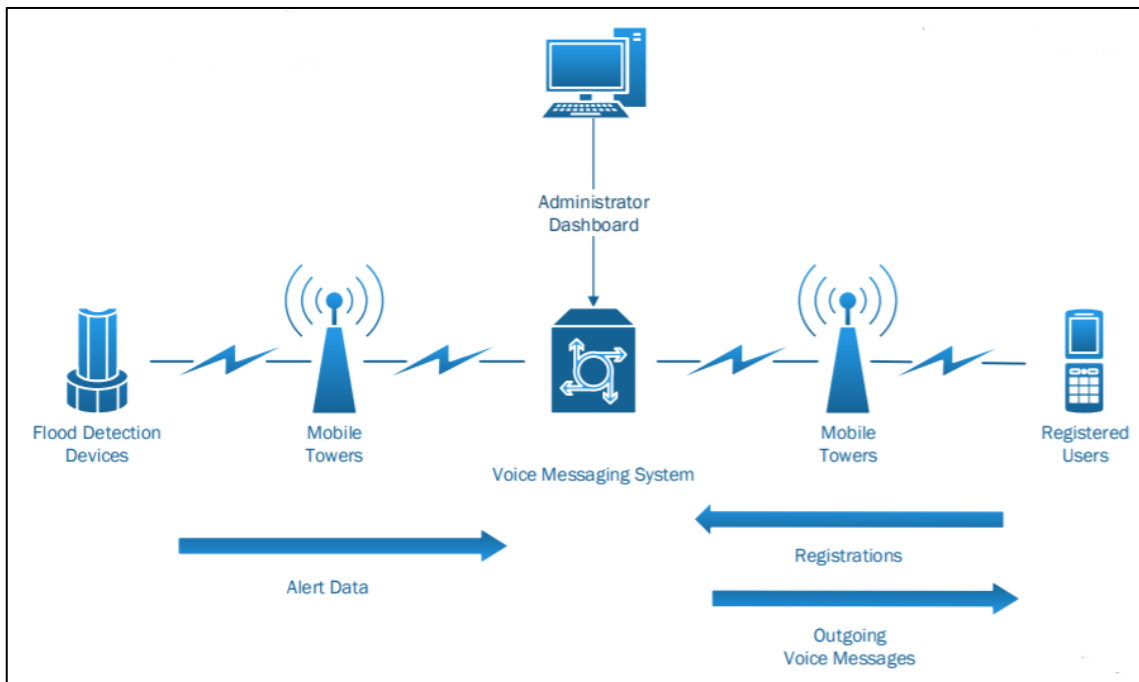 Administrator
Dashboard
Flood Detection
Devices
Mobile
Towers
Voice Messaging System
Mobile
Towers
Registered
Users
Alert Data
Registrations
Outgoing
Voice Messages